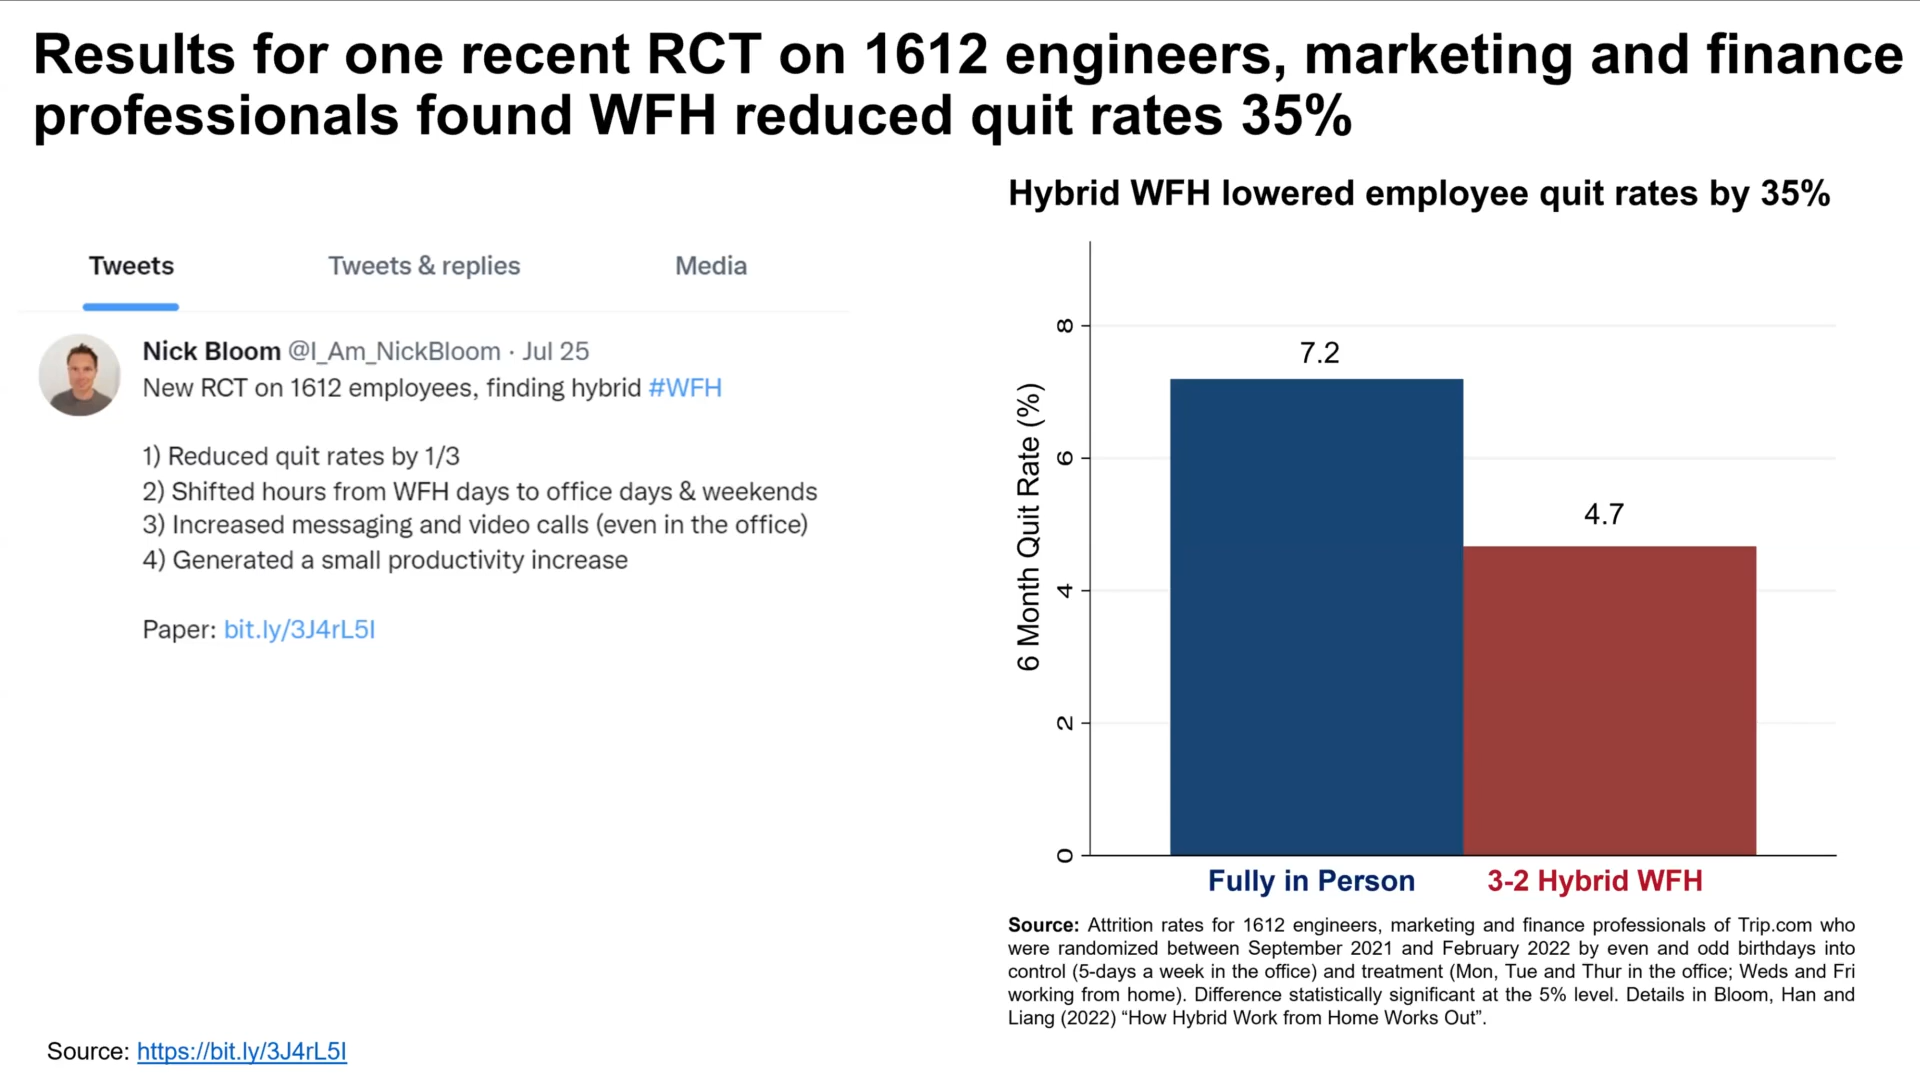 Results for one recent RCT on 1612 engineers, marketing and finance
professionals found WFH reduced quit rates 35%
Tweets
Tweets & replies
Media
Nick Bloom @I_Am_NickBloom · Jul 25
New RCT on 1612 employees, finding hybrid #WFH
1) Reduced quit rates by 1/3
2) Shifted hours from WFH days to office days & weekends
3) Increased messaging and video calls (even in the office)
4) Generated a small productivity increase
Paper: bit.ly/3J4rL5I
Source: https://bit.ly/3J4rL5I
Hybrid WFH lowered employee quit rates by 35%
6 Month Quit Rate (%)
8
6
4
2
0
7.2
4.7
Fully in Person
3-2 Hybrid WFH
Source: Attrition rates for 1612 engineers, marketing and finance professionals of Trip.com who
were randomized between September 2021 and February 2022 by even and odd birthdays into
control (5-days a week in the office) and treatment (Mon, Tue and Thur in the office; Weds and Fri
working from home). Difference statistically significant at the 5% level. Details in Bloom, Han and
Liang (2022) “How Hybrid Work from Home Works Out”.